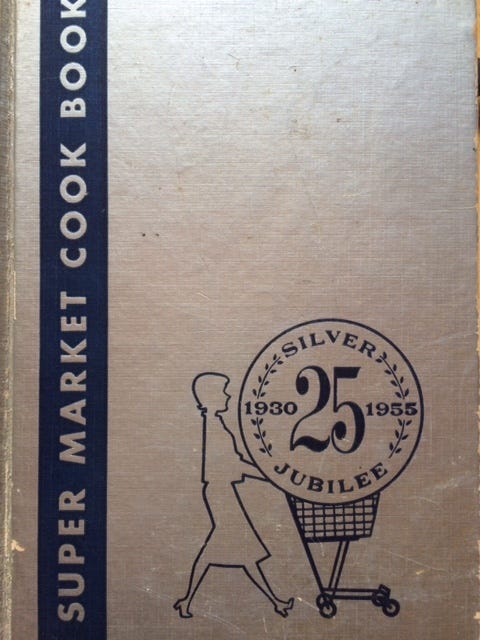 SUPER MARKET COOK BOOK
SILVER
1930 25 1955
JUBILEE